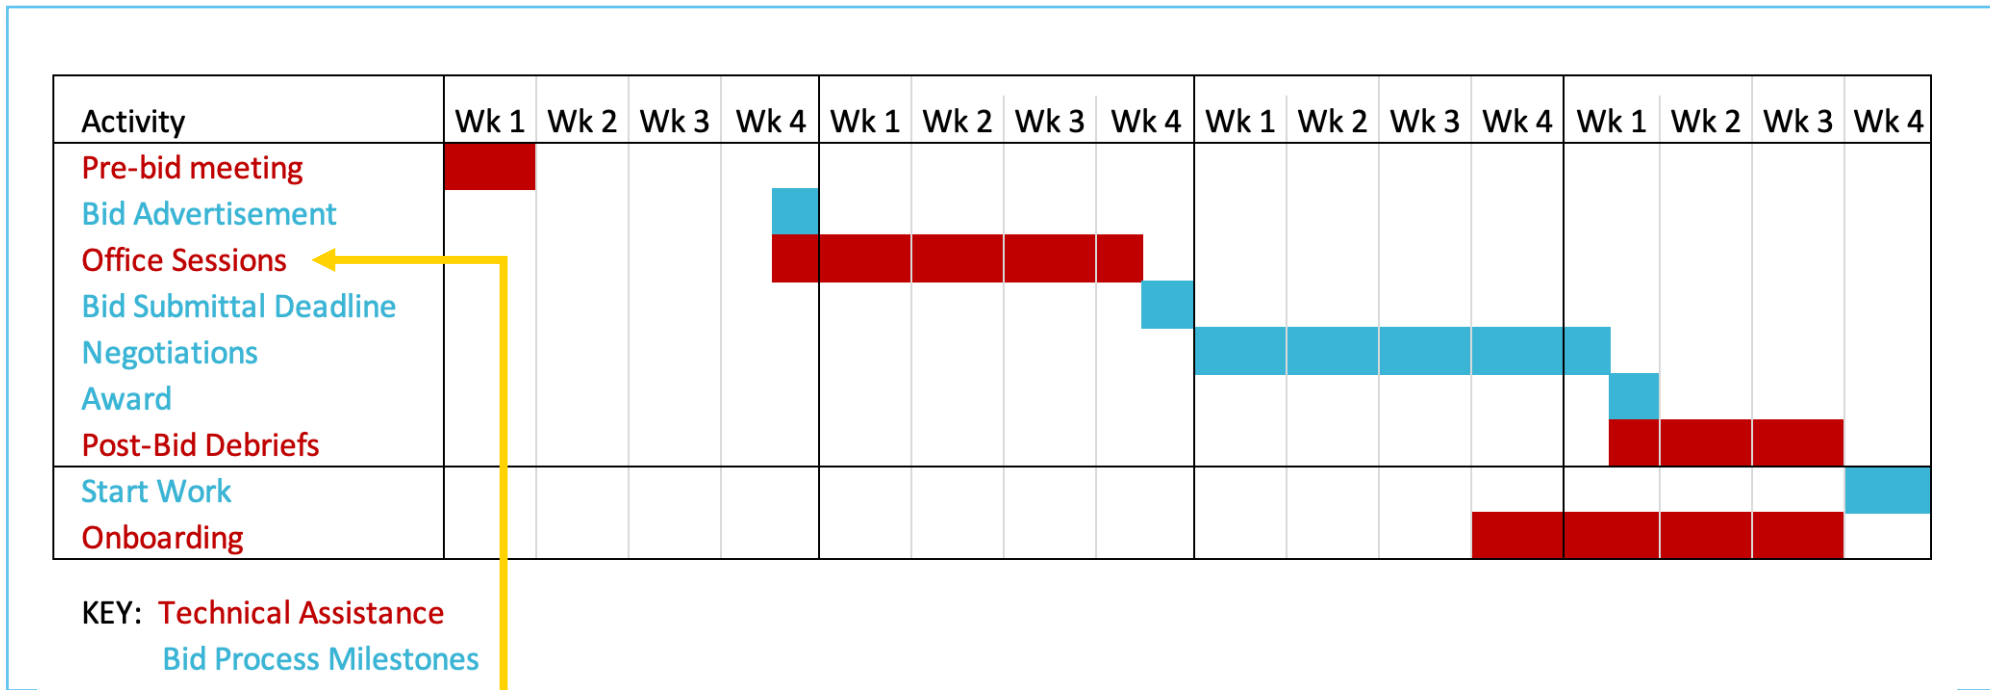 Activity Wk 1 Wk 2 Wk 3 Wk 4 Wk 1 Wk 2 Wk 3 Wk 4 Wk 1 Wk 2 Wk 3 Wk 4 Wk 1 Wk 2 Wk 3 Wk 4
Pre-bid meeting
Bid Advertisement
Office Sessions
Bid Submittal Deadline
Negotiations
Award
Post-Bid Debriefs
Start Work
Onboarding
KEY: Technical Assistance
Bid Process Milestones